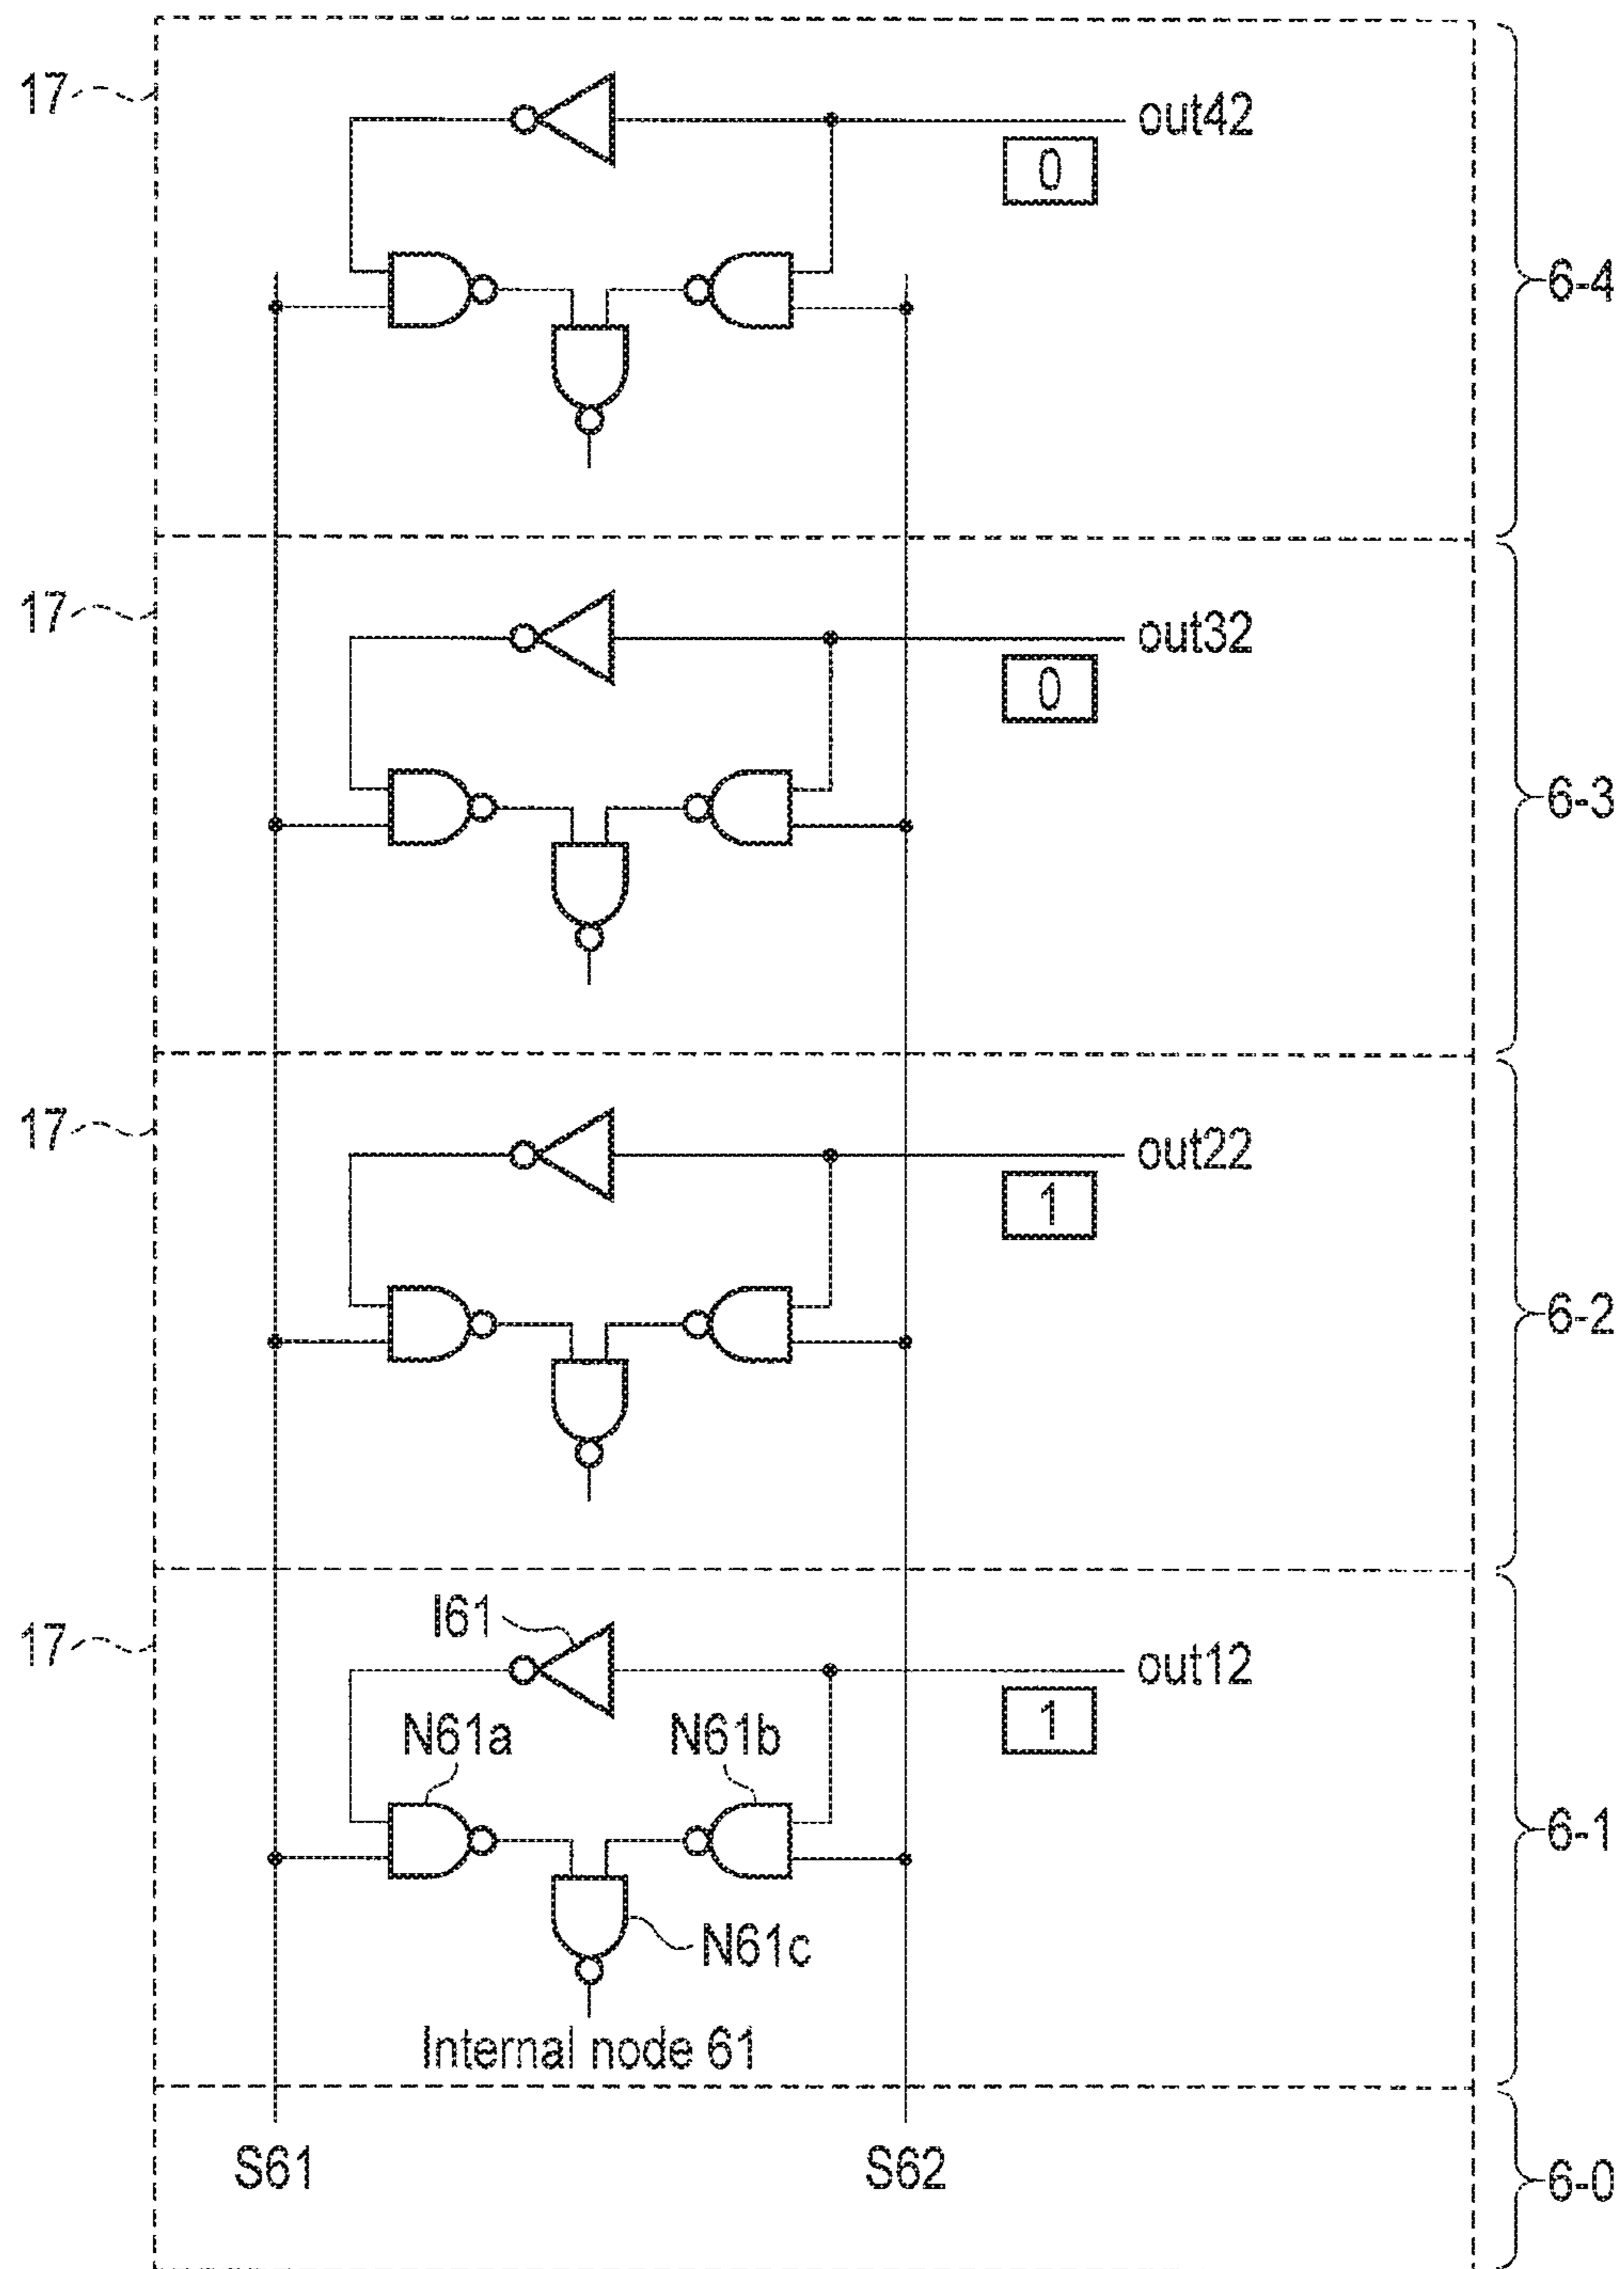 17
out42
0
6-4
17
out32
0
6-3
17
out22
1
6-2
17
I61
out12
1
N61a
N61b
6-1
N61c
Internal node 61
S61
S62
6-0